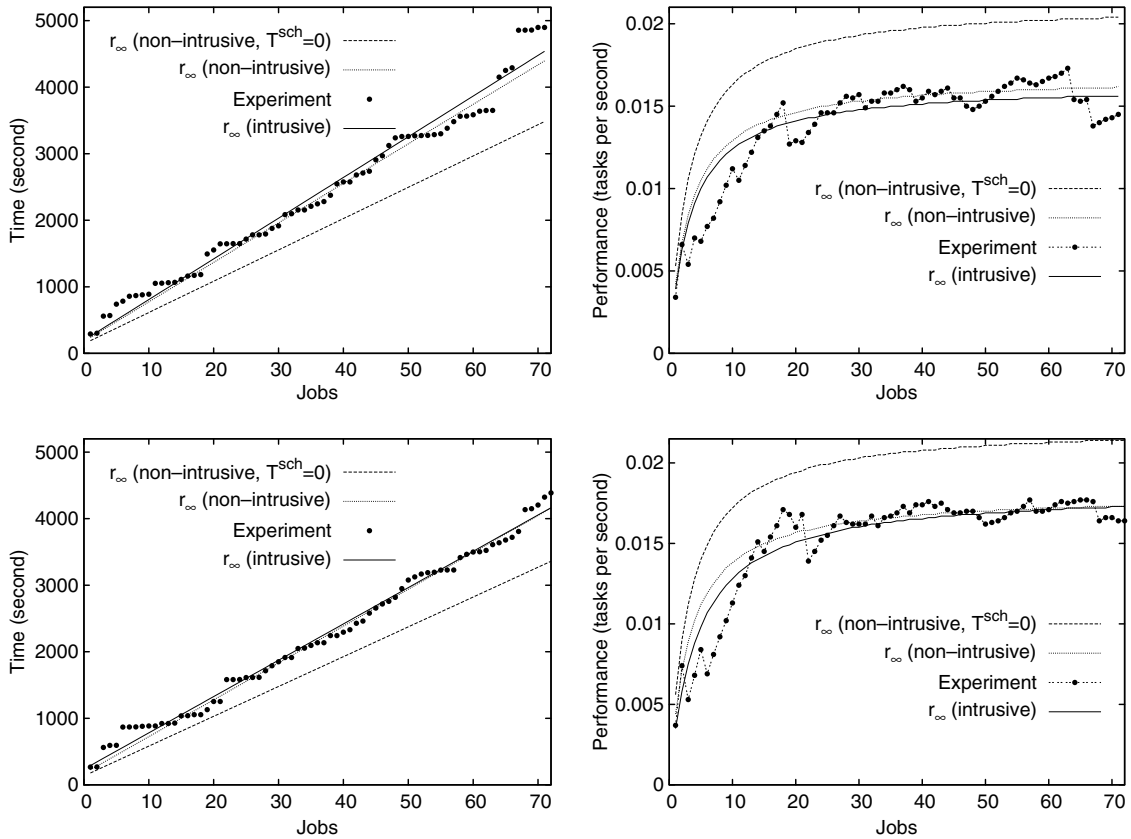 5000
4000
3000
2000
1000
0
Time (second)
r∞ (non–intrusive, T^sch=0)
r∞ (non–intrusive)
Experiment
r∞ (intrusive)
0 10 20 30 40 50 60 70
Jobs
0.02
0.015
0.01
0.005
0
Performance (tasks per second)
r∞ (non–intrusive, T^sch=0)
r∞ (non–intrusive)
Experiment
r∞ (intrusive)
0 10 20 30 40 50 60 70
Jobs
5000
4000
3000
2000
1000
0
Time (second)
r∞ (non–intrusive, T^sch=0)
r∞ (non–intrusive)
Experiment
r∞ (intrusive)
0 10 20 30 40 50 60 70
Jobs
0.02
0.015
0.01
0.005
0
Performance (tasks per second)
r∞ (non–intrusive, T^sch=0)
r∞ (non–intrusive)
Experiment
r∞ (intrusive)
0 10 20 30 40 50 60 70
Jobs